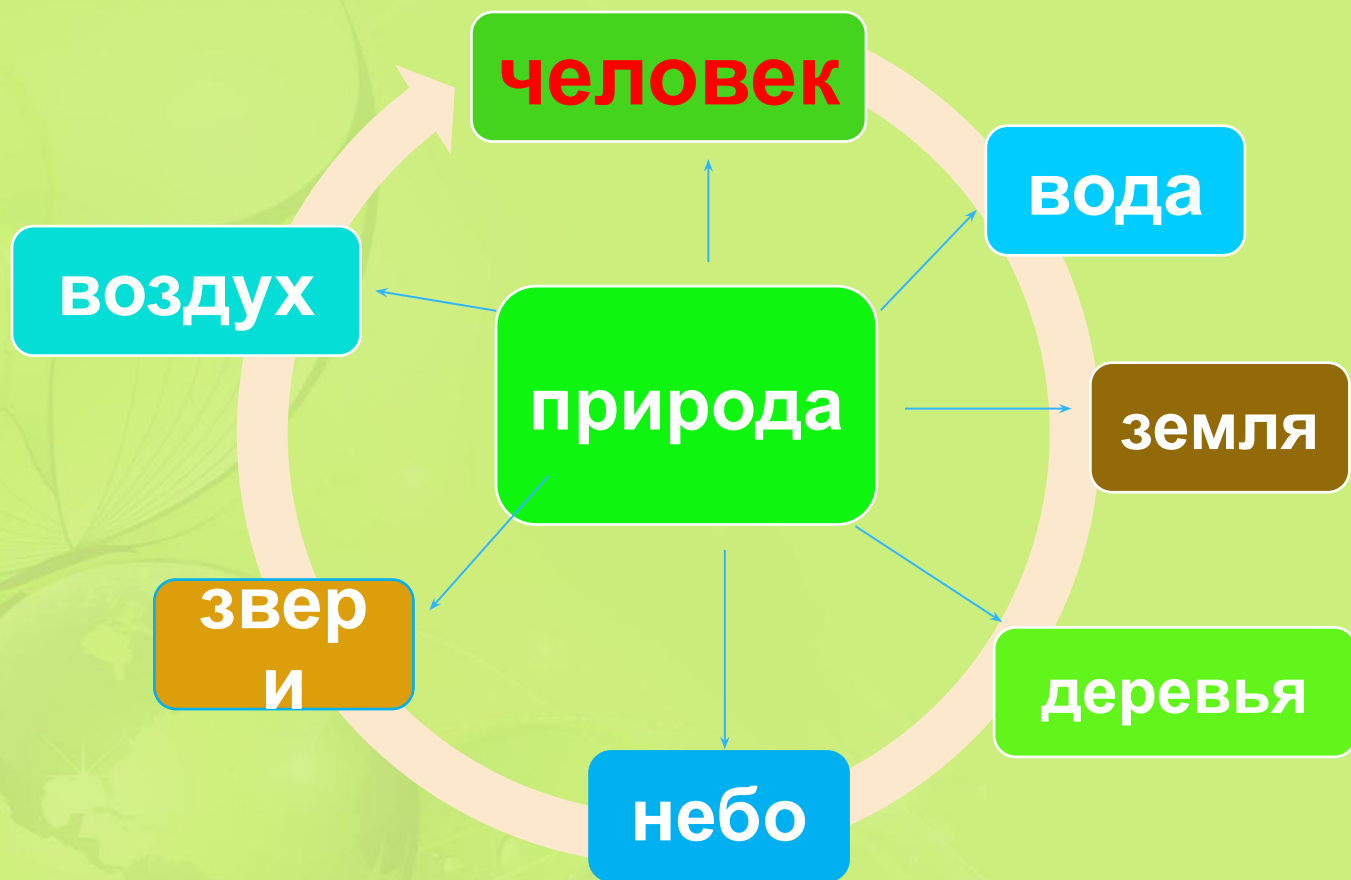 человек
вода
воздух
природа
земля
звер
и
деревья
небо